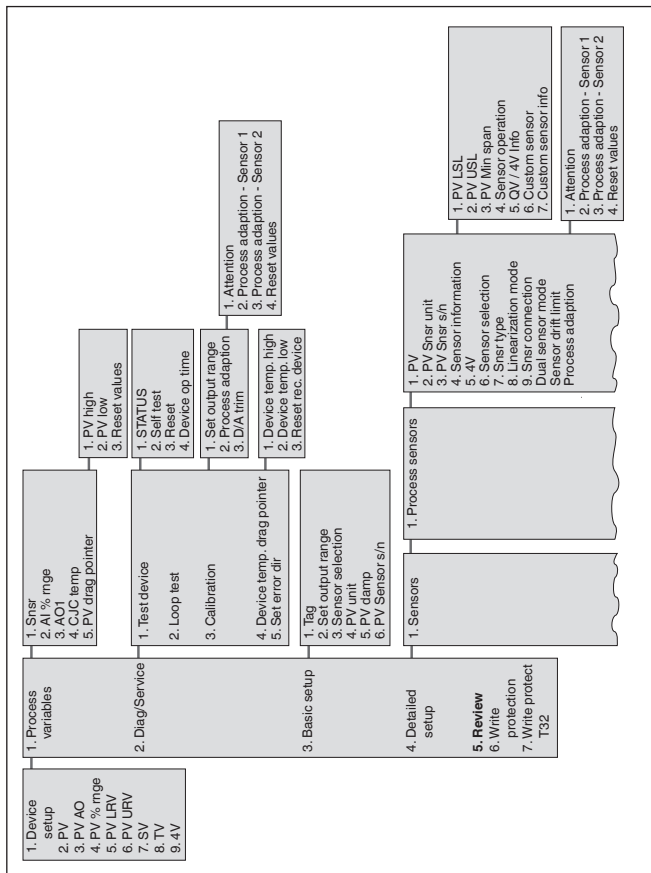 1. Device
setup
2. PV
3. PV AO
4. PV % rnge
5. PV LRV
6. PV URV
7. SV
8. TV
9. 4V
1. Process
variables
2. Diag/Service
3. Basic setup
4. Detailed
setup
5. Review
6. Write
protection
7. Write protect
T32
1. Snsr
2. AI % rnge
3. AO1
4. CJC temp
5. PV drag pointer
1. PV high
2. PV low
3. Reset values
1. Test device
2. Loop test
3. Calibration
4. Device temp. drag pointer
5. Set error dir
1. STATUS
2. Self test
3. Reset
4. Device op time
1. Set output range
2. Process adaption
3. D/A trim
1. Attention
2. Process adaption - Sensor 1
3. Process adaption - Sensor 2
4. Reset values
1. Device temp. high
2. Device temp. low
3. Reset rec. device
1. Tag
2. Set output range
3. Sensor selection
4. PV unit
5. PV damp
6. PV Sensor s/n
1. Sensors
1. Process sensors
1. PV
2. PV Snsr unit
3. PV Snsr s/n
4. Sensor information
5. 4V
6. Sensor selection
7. Snsr type
8. Linearization mode
9. Snsr connection
Dual sensor mode
Sensor drift limit
Process adaption
1. PV LSL
2. PV USL
3. PV Min span
4. Sensor operation
5. QV / 4V Info
6. Custom sensor
7. Custom sensor info
1. Attention
2. Process adaption - Sensor 1
3. Process adaption - Sensor 2
4. Reset values